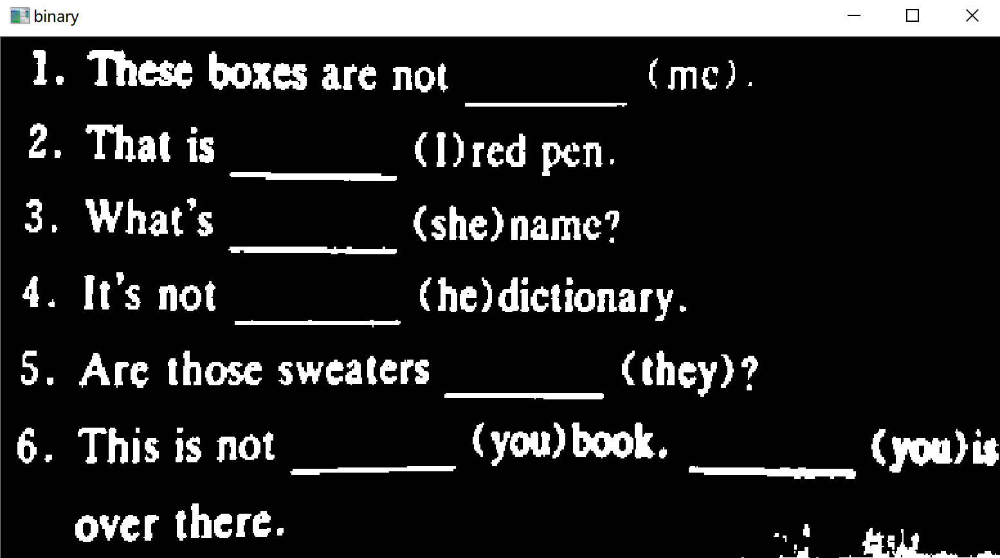 binary
1. These boxes are not ________ (me).
2. That is ________ (I)red pen.
3. What's ________ (she)name?
4. It's not ________ (he)dictionary.
5. Are those sweaters ________ (they)?
6. This is not ________ (you)book. ________ (you)is
over there.